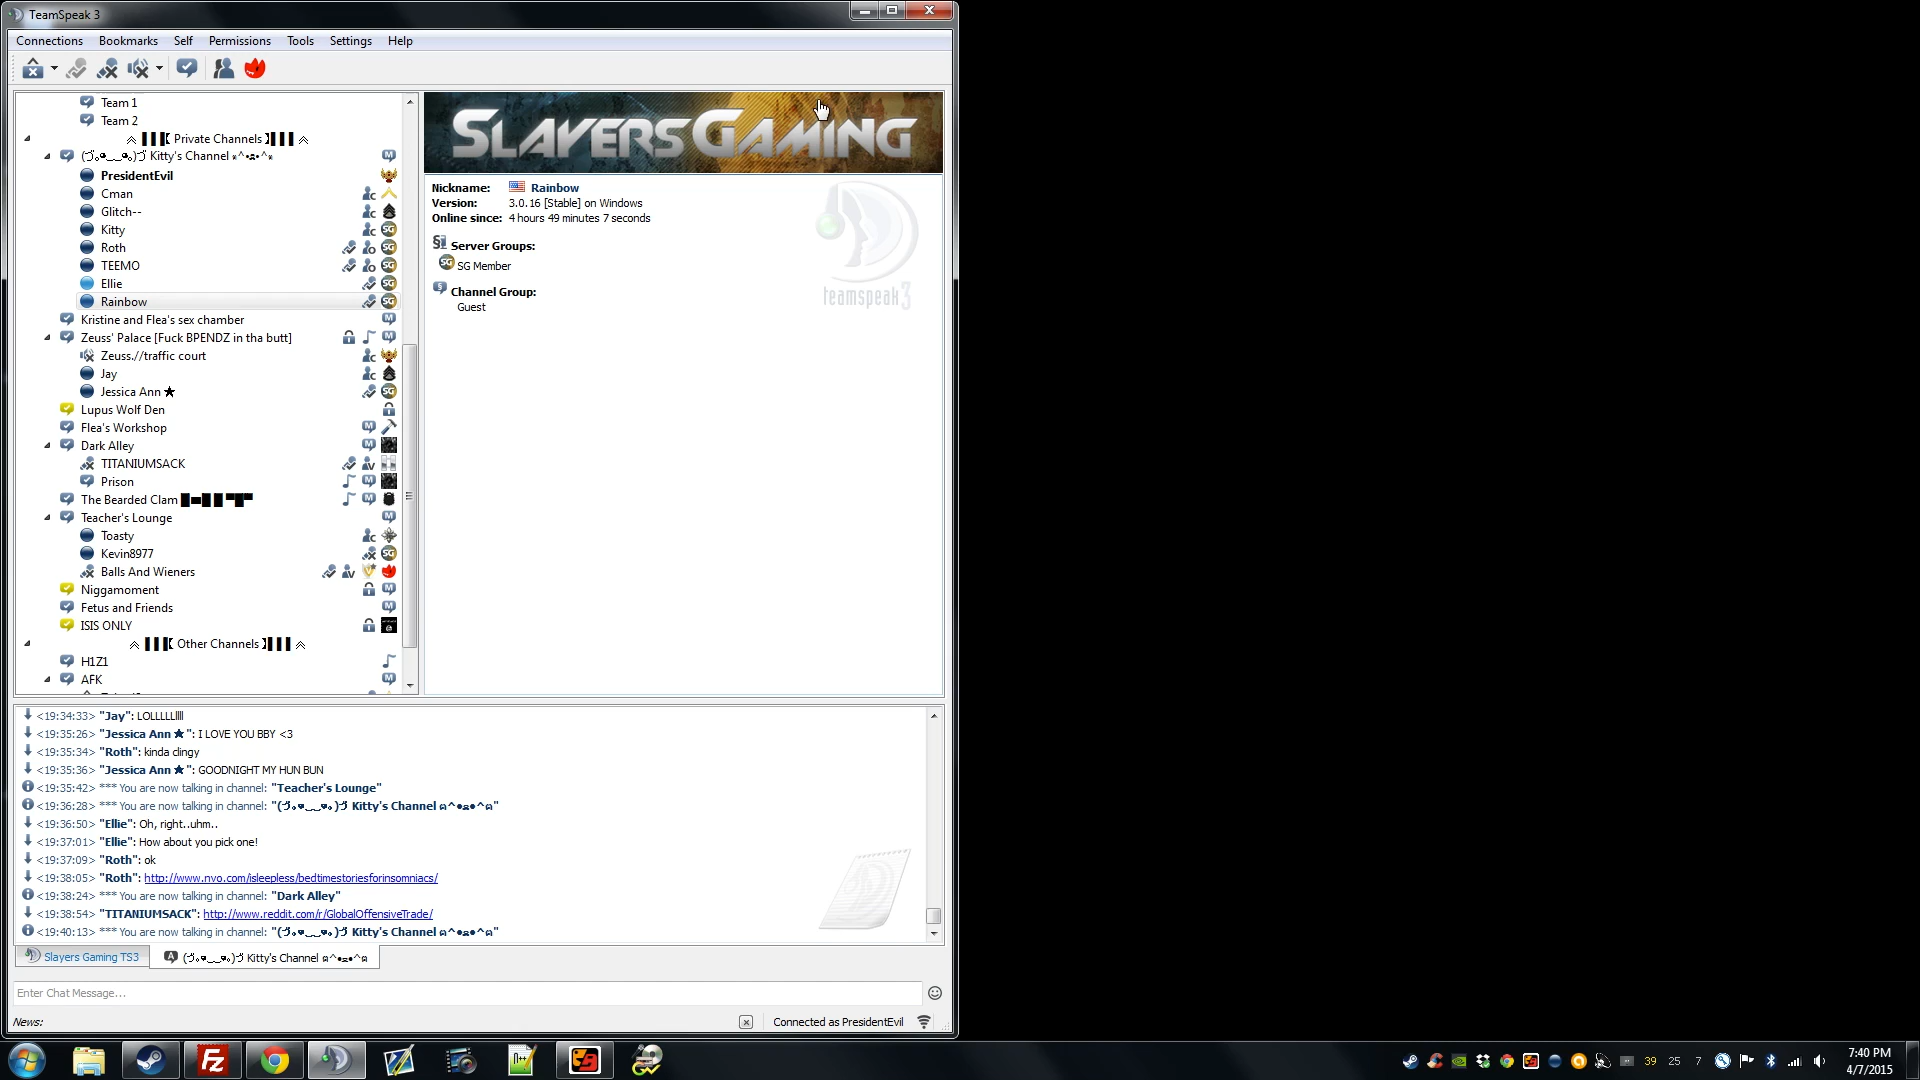 TeamSpeak 3
Connections Bookmarks Self Permissions Tools Settings Help
Team 1
Team 2
Private Channels
Kitty's Channel
PresidentEvil
Cman
Glitch--
Kitty
Roth
TEEMO
Ellie
Rainbow
Kristine and Flea's sex chamber
Zeuss' Palace [Fuck BPENDZ in tha butt]
Zeuss.//traffic court
Jay
Jessica Ann ★
Lupus Wolf Den
Flea's Workshop
Dark Alley
TITANIUMSACK
Prison
The Bearded Clam
Teacher's Lounge
Toasty
Kevin8977
Balls And Wieners
Niggamoment
Fetus and Friends
ISIS ONLY
Other Channels
H1Z1
AFK
SLAYERS GAMING
Nickname: Rainbow
Version: 3.0.16 [Stable] on Windows
Online since: 4 hours 49 minutes 7 seconds
Server Groups:
SG Member
Channel Group:
Guest
teamspeak 3
<19:34:33> "Jay": LOLLLLLllll
<19:35:26> "Jessica Ann ★": I LOVE YOU BBY <3
<19:35:34> "Roth": kinda clingy
<19:35:36> "Jessica Ann ★": GOODNIGHT MY HUN BUN
<19:35:42> *** You are now talking in channel: "Teacher's Lounge"
<19:36:28> *** You are now talking in channel: Kitty's Channel
<19:36:50> "Ellie": Oh, right..uhm..
<19:37:01> "Ellie": How about you pick one!
<19:37:09> "Roth": ok
<19:38:05> "Roth": http://www.nvo.com/isleepless/bedtimestoriesforinsomniacs/
<19:38:24> *** You are now talking in channel: "Dark Alley"
<19:38:54> "TITANIUMSACK": http://www.reddit.com/r/GlobalOffensiveTrade/
<19:40:13> *** You are now talking in channel: Kitty's Channel
Slayers Gaming TS3 Kitty's Channel
Enter Chat Message...
News: Connected as PresidentEvil
39 25 7
7:40 PM
4/7/2015